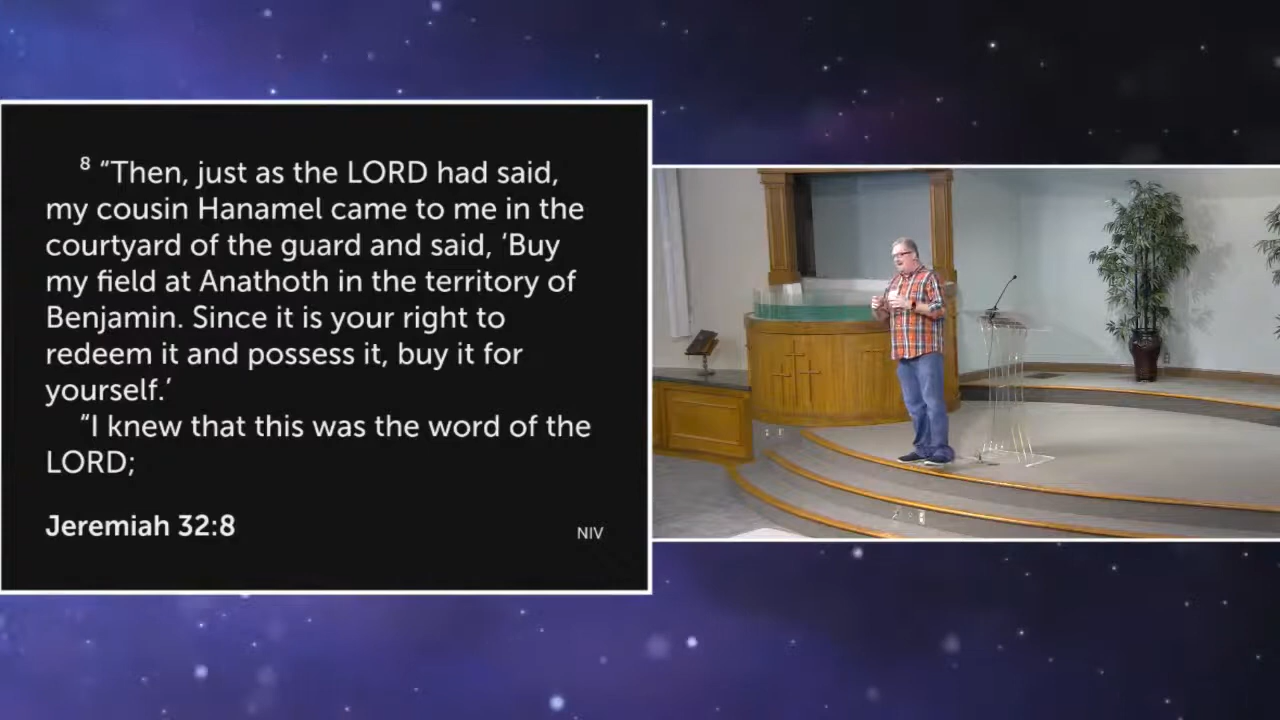 8 “Then, just as the LORD had said,
my cousin Hanamel came to me in the
courtyard of the guard and said, ‘Buy
my field at Anathoth in the territory of
Benjamin. Since it is your right to
redeem it and possess it, buy it for
yourself.’
“I knew that this was the word of the
LORD;
Jeremiah 32:8
NIV